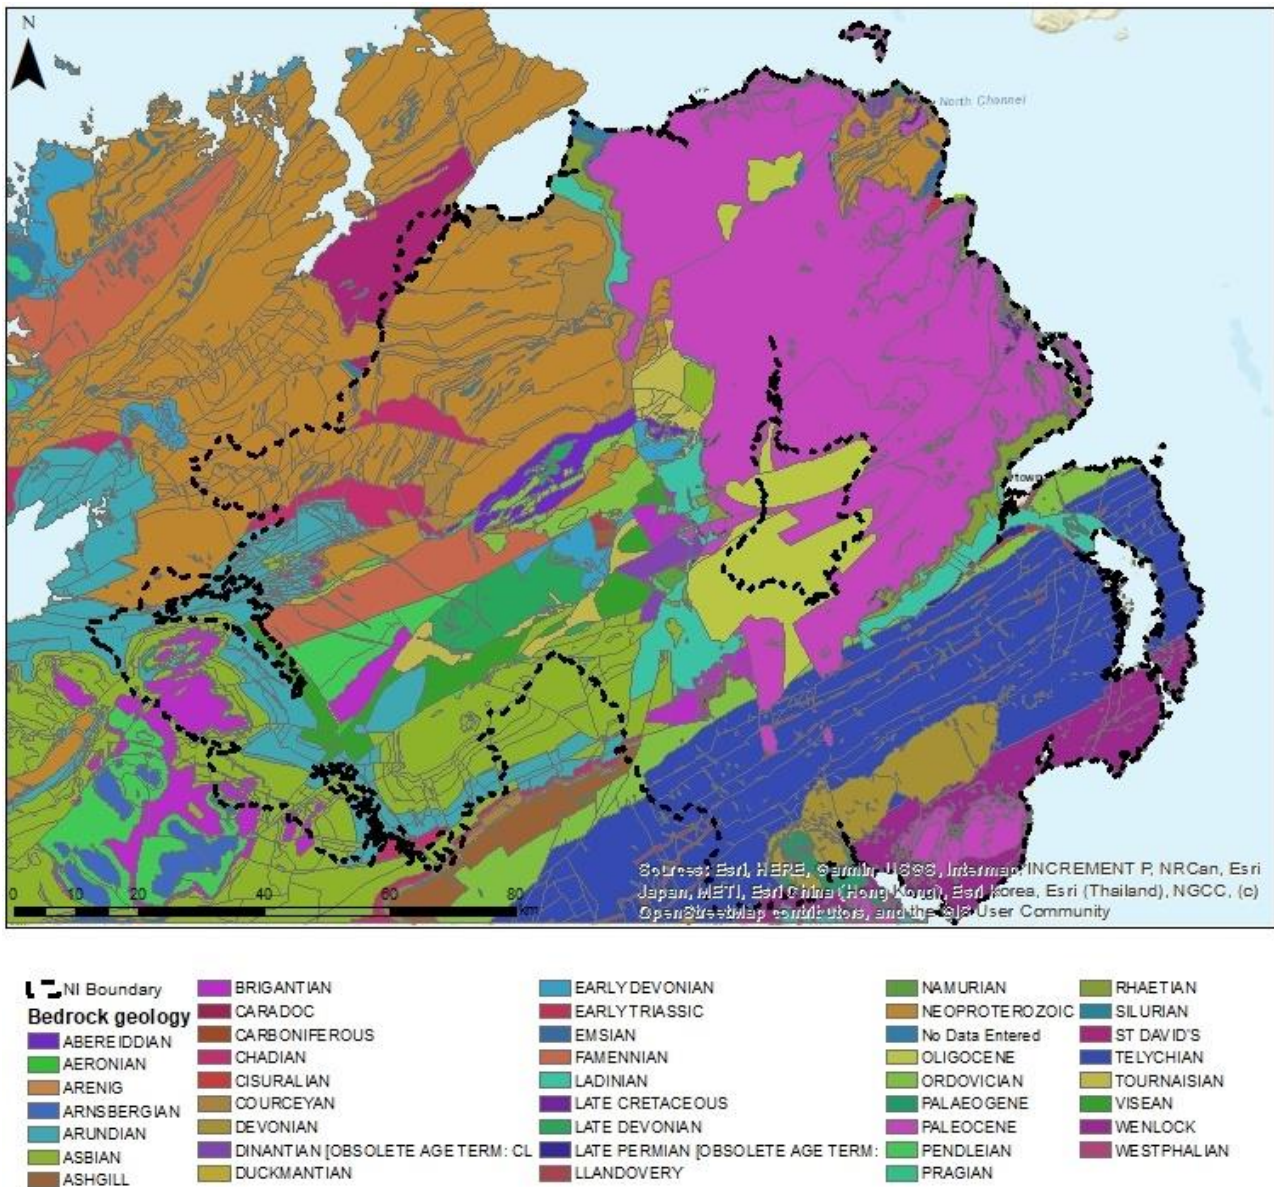 N
North Channel
0 20 40 60 80
km
Sources: Esri, HERE, Garmin, USGS, Intermap, INCREMENT P, NRCan, Esri
Japan, METI, Esri China (Hong Kong), Esri Korea, Esri (Thailand), NGCC, (c)
OpenStreetMap contributors, and the GIS User Community
NI Boundary
Bedrock geology
ABEREIDDIAN
AERONIAN
ARENIG
ARNSBERGIAN
ARUNDIAN
ASBIAN
ASHGILL
BRIGANTIAN
CARADOC
CARBONIFEROUS
CHADIAN
CISURALIAN
COURCEYAN
DEVONIAN
DINANTIAN [OBSOLETE AGE TERM: CL
DUCKMANTIAN
EARLY DEVONIAN
EARLY TRIASSIC
EMSIAN
FAMENNIAN
LADINIAN
LATE CRETACEOUS
LATE DEVONIAN
LATE PERMIAN [OBSOLETE AGE TERM:
LLANDOVERY
NAMURIAN
NEOPROTEROZOIC
No Data Entered
OLIGOCENE
ORDOVICIAN
PALAEOGENE
PALEOCENE
PENDLEIAN
PRAGIAN
RHAETIAN
SILURIAN
ST DAVID'S
TELYCHIAN
TOURNAISIAN
VISEAN
WENLOCK
WESTPHALIAN